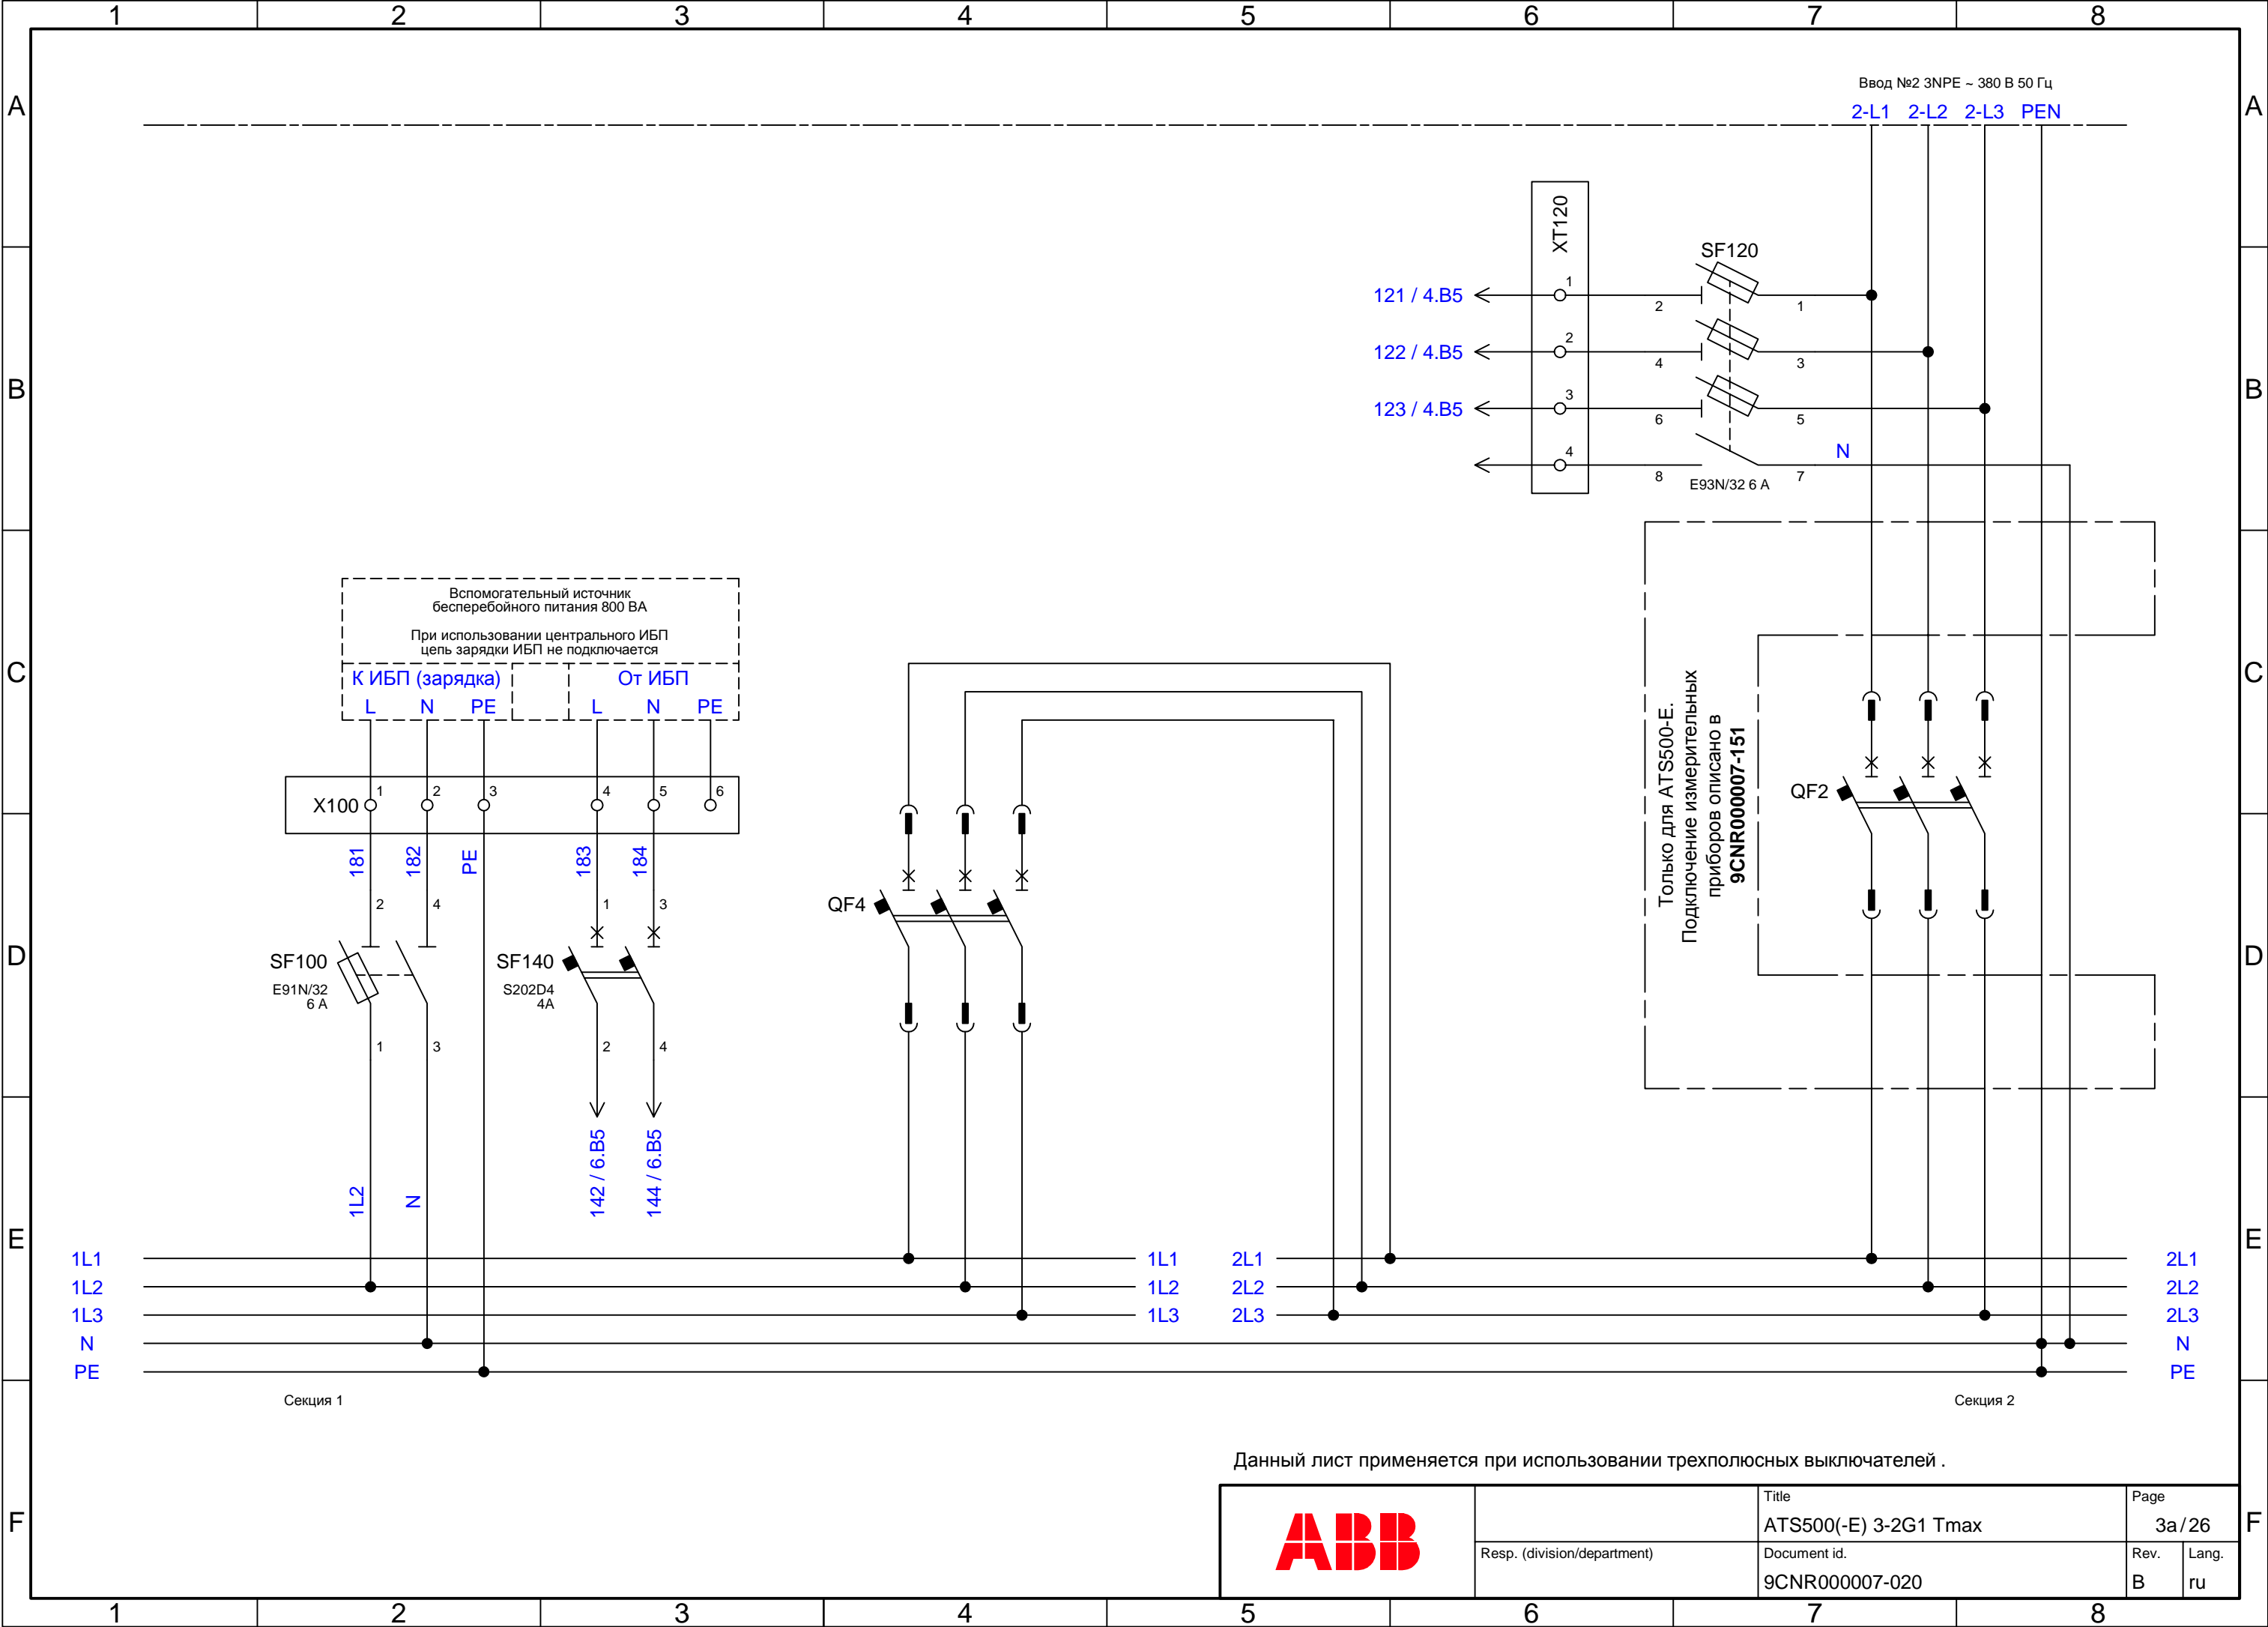 1 2 3 4 5 6 7 8
A A
B B
C C
D D
E E
F F
Ввод №2 3NPE ~ 380 В 50 Гц
2-L1 2-L2 2-L3 PEN
XT120
SF120
121 / 4.B5 1 2 1
122 / 4.B5 2 4 3
123 / 4.B5 3 6 5
4 8 7 N
E93N/32 6 A
Вспомогательный источник
бесперебойного питания 800 ВА
При использовании центрального ИБП
цепь зарядки ИБП не подключается
К ИБП (зарядка) От ИБП
L N PE L N PE
X100 1 2 3 4 5 6
181 182 PE 183 184
2 4 1 3
SF100
E91N/32
6 A
SF140
S202D4
4A
1 3 2 4
1L2 N 142 / 6.B5 144 / 6.B5
QF4
Только для ATS500-E.
Подключение измерительных
приборов описано в
9CNR000007-151
QF2
1L1 1L1 2L1 2L1
1L2 1L2 2L2 2L2
1L3 1L3 2L3 2L3
N N
PE PE
Секция 1 Секция 2
Данный лист применяется при использовании трехполюсных выключателей .
ABB
Title
ATS500(-E) 3-2G1 Tmax
Page
3a/26
Resp. (division/department)
Document id.
9CNR000007-020
Rev.
B
Lang.
ru
1 2 3 4 5 6 7 8